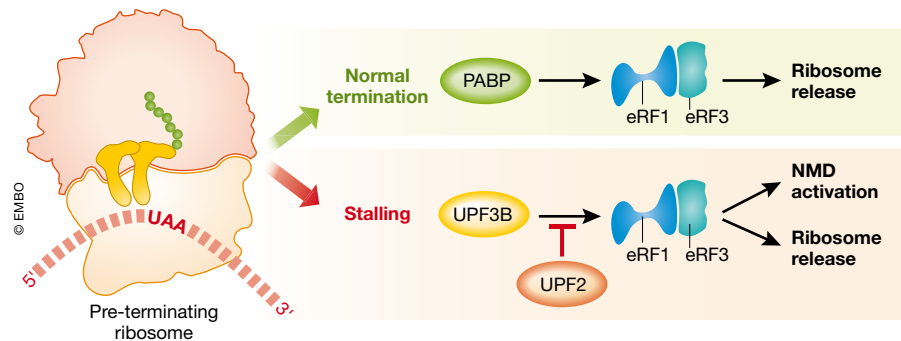 © EMBO
5'
UAA
3'
Pre-terminating
ribosome
Normal
termination
PABP
eRF1
eRF3
Ribosome
release
Stalling
UPF3B
UPF2
eRF1
eRF3
NMD
activation
Ribosome
release